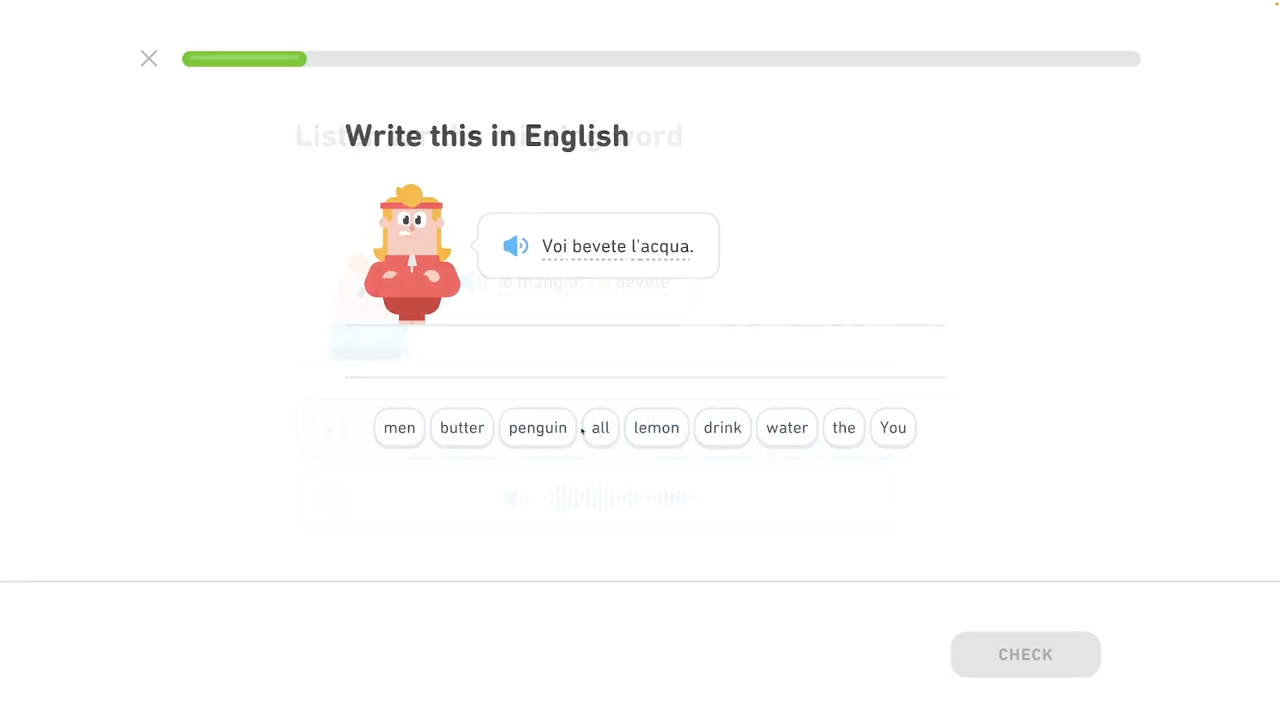 Write this in English
Voi bevete l'acqua.
men butter penguin all lemon drink water the You
CHECK